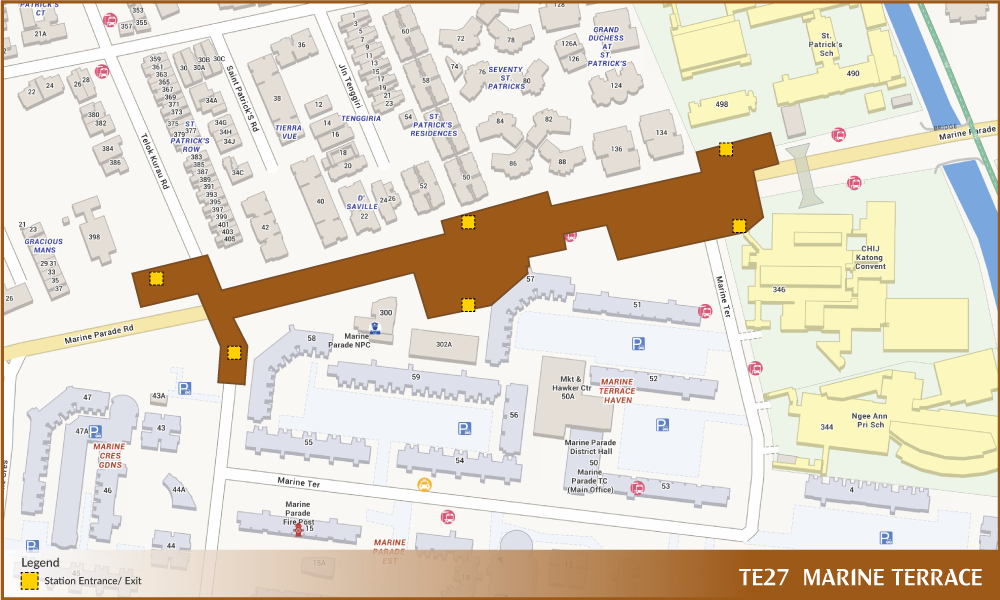 PATRICK'S
CT
21A
353
355
357
1
3
5
7
9
11
13
15
17
19
21
23
60
72
78
128
126A
126
GRAND
DUCHESS
AT
ST.
PATRICK'S
St.
Patrick's
Sch
490
498
36
38
359
361
363
365
367
369
371
373
375
377
379
30
30A
30B
30C
34A
34G
34H
34J
34C
ST.
PATRICK'S
ROW
383
385
387
389
391
393
395
397
399
401
403
405
22
24
26
28
380
382
384
386
Telok Kurau Rd
Saint Patrick's Rd
Jln Tenggiri
TENGGIRIA
TIERRA
VUE
12
14
16
18
20
58
54
ST.
PATRICK'S
RESIDENCES
74
76
SEVENTY
ST.
PATRICKS
80
82
84
86
88
124
134
136
BRIDGE
Marine Parade
40
42
D'
SAVILLE
22
24
26
52
50
21
23
GRACIOUS
MANS
29
31
33
35
37
398
26
Marine Parade Rd
CHIJ
Katong
Convent
346
57
51
Marine Ter
300
Marine
Parade NPC
302A
58
59
56
Mkt &
Hawker Ctr
50A
MARINE
TERRACE
HAVEN
52
Ngee Ann
Pri Sch
344
47
47A
43A
43
MARINE
CRES
GDNS
46
44A
44
55
54
Marine Parade
District Hall
50
Marine
Parade TC
(Main Office)
53
4
Marine Ter
Marine
Parade
Fire Post
15
MARINE
PARADE
EST
15A
18
45
Legend
Station Entrance/ Exit
TE27 MARINE TERRACE